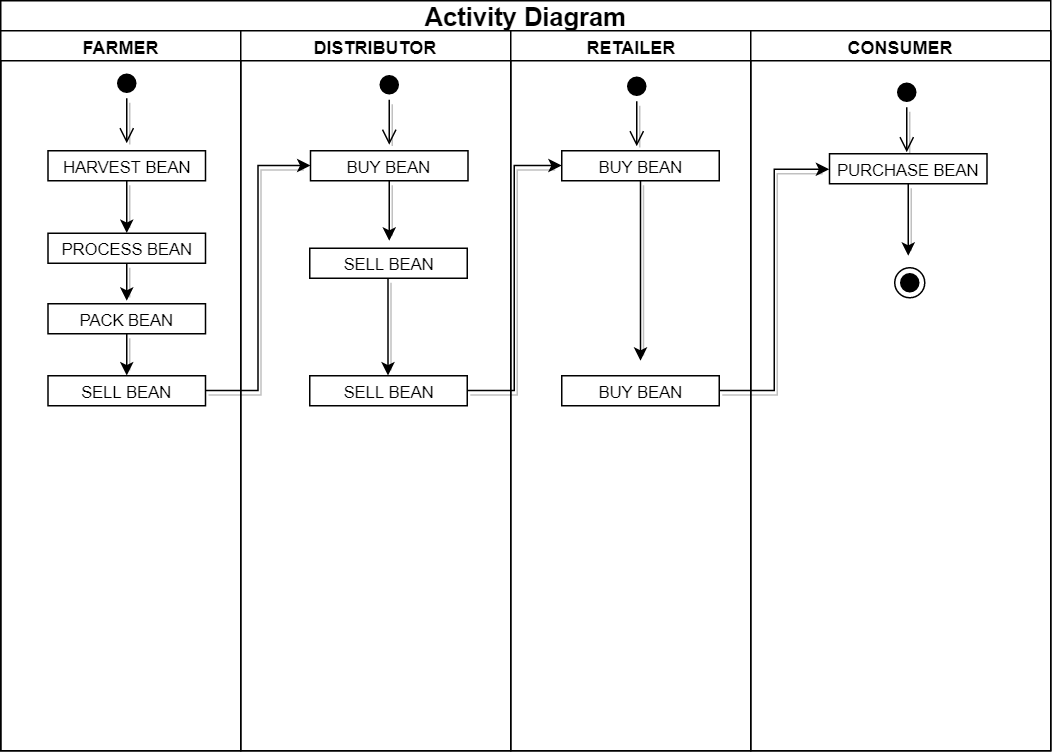 Activity Diagram
FARMER
DISTRIBUTOR
RETAILER
CONSUMER
HARVEST BEAN
PROCESS BEAN
PACK BEAN
SELL BEAN
BUY BEAN
SELL BEAN
SELL BEAN
BUY BEAN
BUY BEAN
PURCHASE BEAN